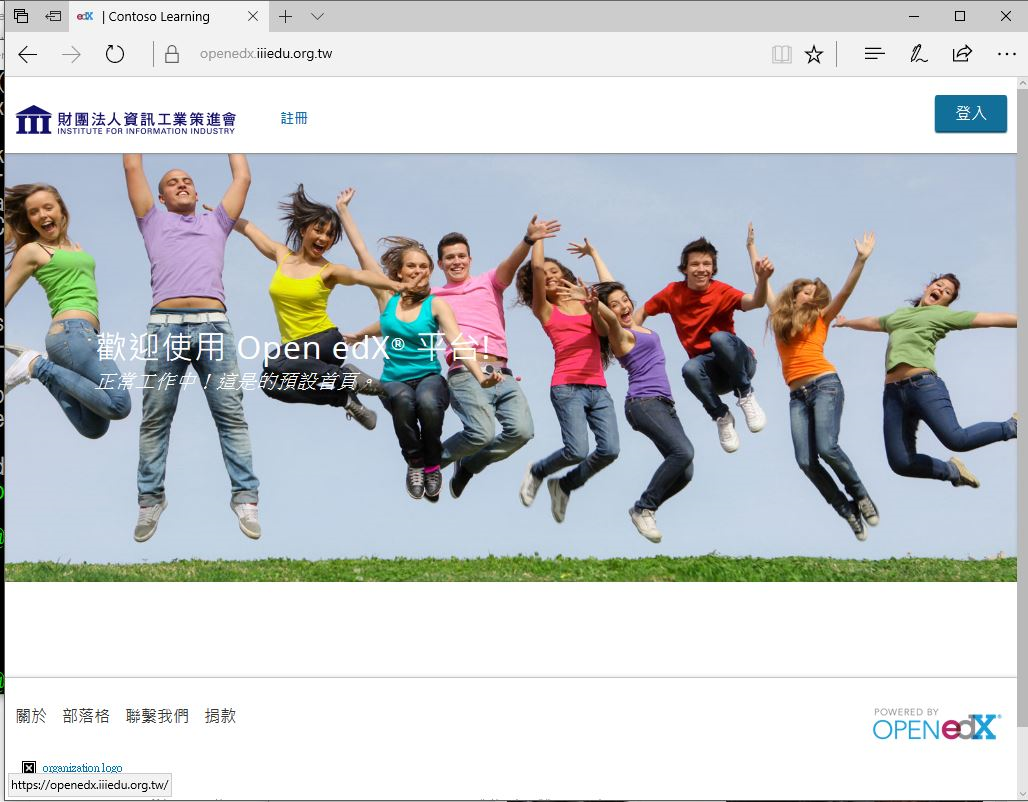 edX | Contoso Learning
openedx.iiiedu.org.tw
財團法人資訊工業策進會
INSTITUTE FOR INFORMATION INDUSTRY
註冊
登入
歡迎使用 Open edX® 平台!
正常工作中！這是的預設首頁。
關於 部落格 聯繫我們 捐款
POWERED BY
OPEN edX®
organization logo
https://openedx.iiiedu.org.tw/